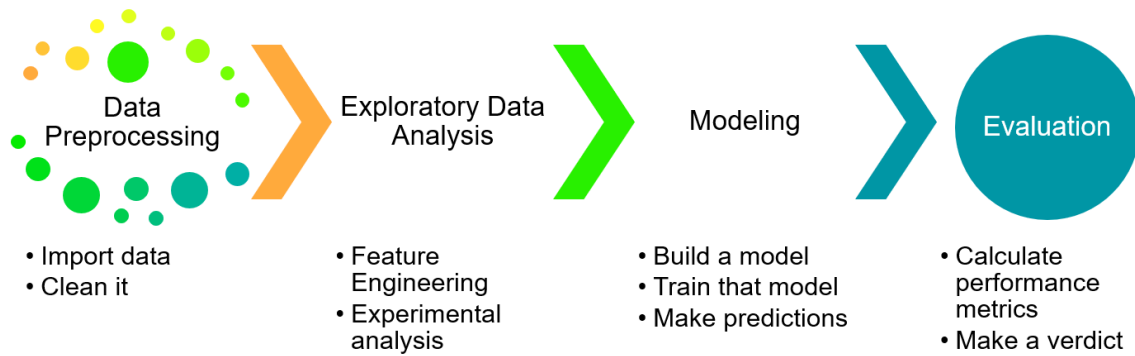 Data
Preprocessing
Exploratory Data
Analysis
Modeling
Evaluation
• Import data
• Clean it
• Feature
Engineering
• Experimental
analysis
• Build a model
• Train that model
• Make predictions
• Calculate
performance
metrics
• Make a verdict